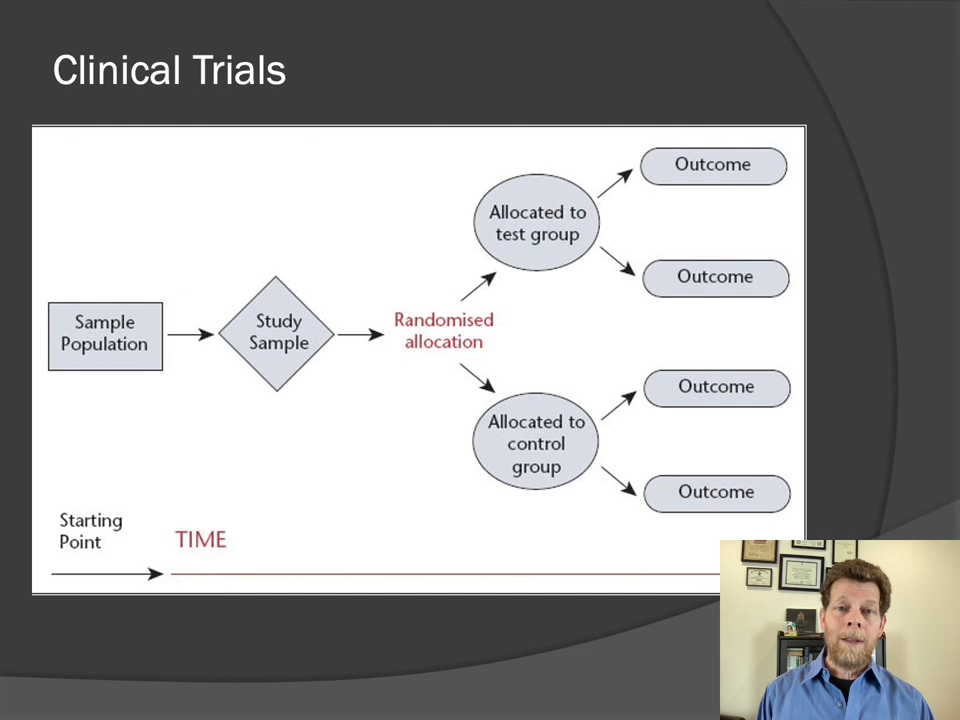 Clinical Trials
Sample
Population
Study
Sample
Randomised
allocation
Allocated to
test group
Outcome
Outcome
Allocated to
control
group
Outcome
Outcome
Starting
Point
TIME